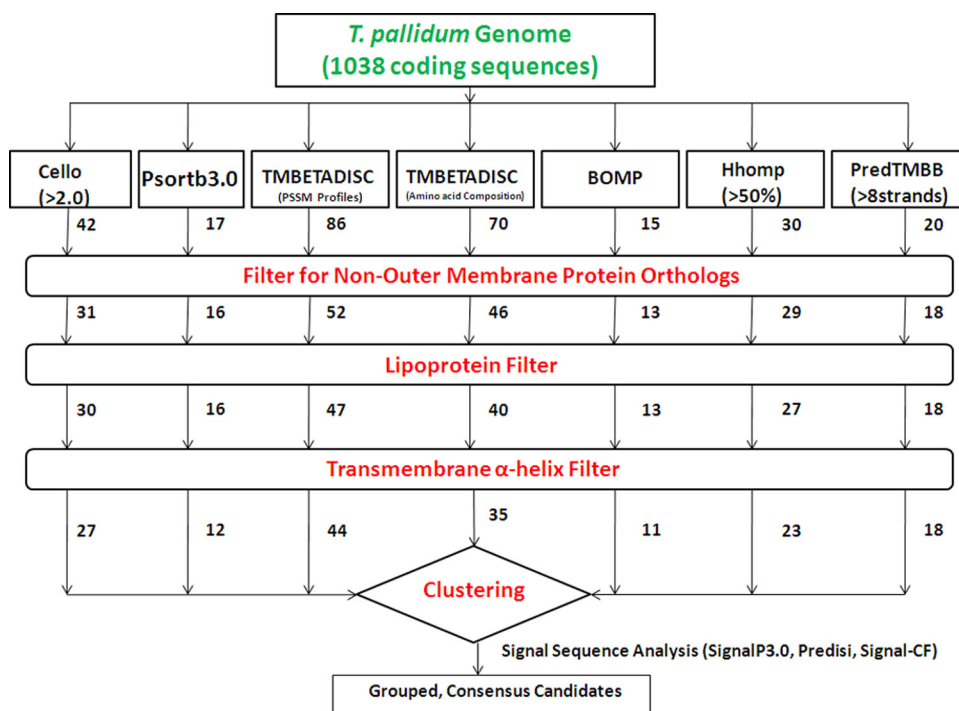 T. pallidum Genome
(1038 coding sequences)
Cello
(>2.0)
Psortb3.0
TMBETADISC
(PSSM Profiles)
TMBETADISC
(Amino acid Composition)
BOMP
Hhomp
(>50%)
PredTMBB
(>8strands)
42 17 86 70 15 30 20
Filter for Non-Outer Membrane Protein Orthologs
31 16 52 46 13 29 18
Lipoprotein Filter
30 16 47 40 13 27 18
Transmembrane α-helix Filter
27 12 44 35 11 23 18
Clustering
Signal Sequence Analysis (SignalP3.0, Predisi, Signal-CF)
Grouped, Consensus Candidates